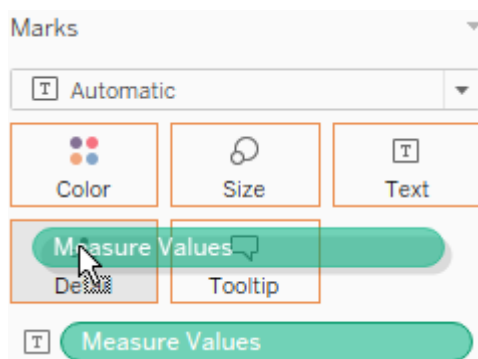 Marks
T Automatic
Color Size T Text
Measure Values
Tooltip
T Measure Values